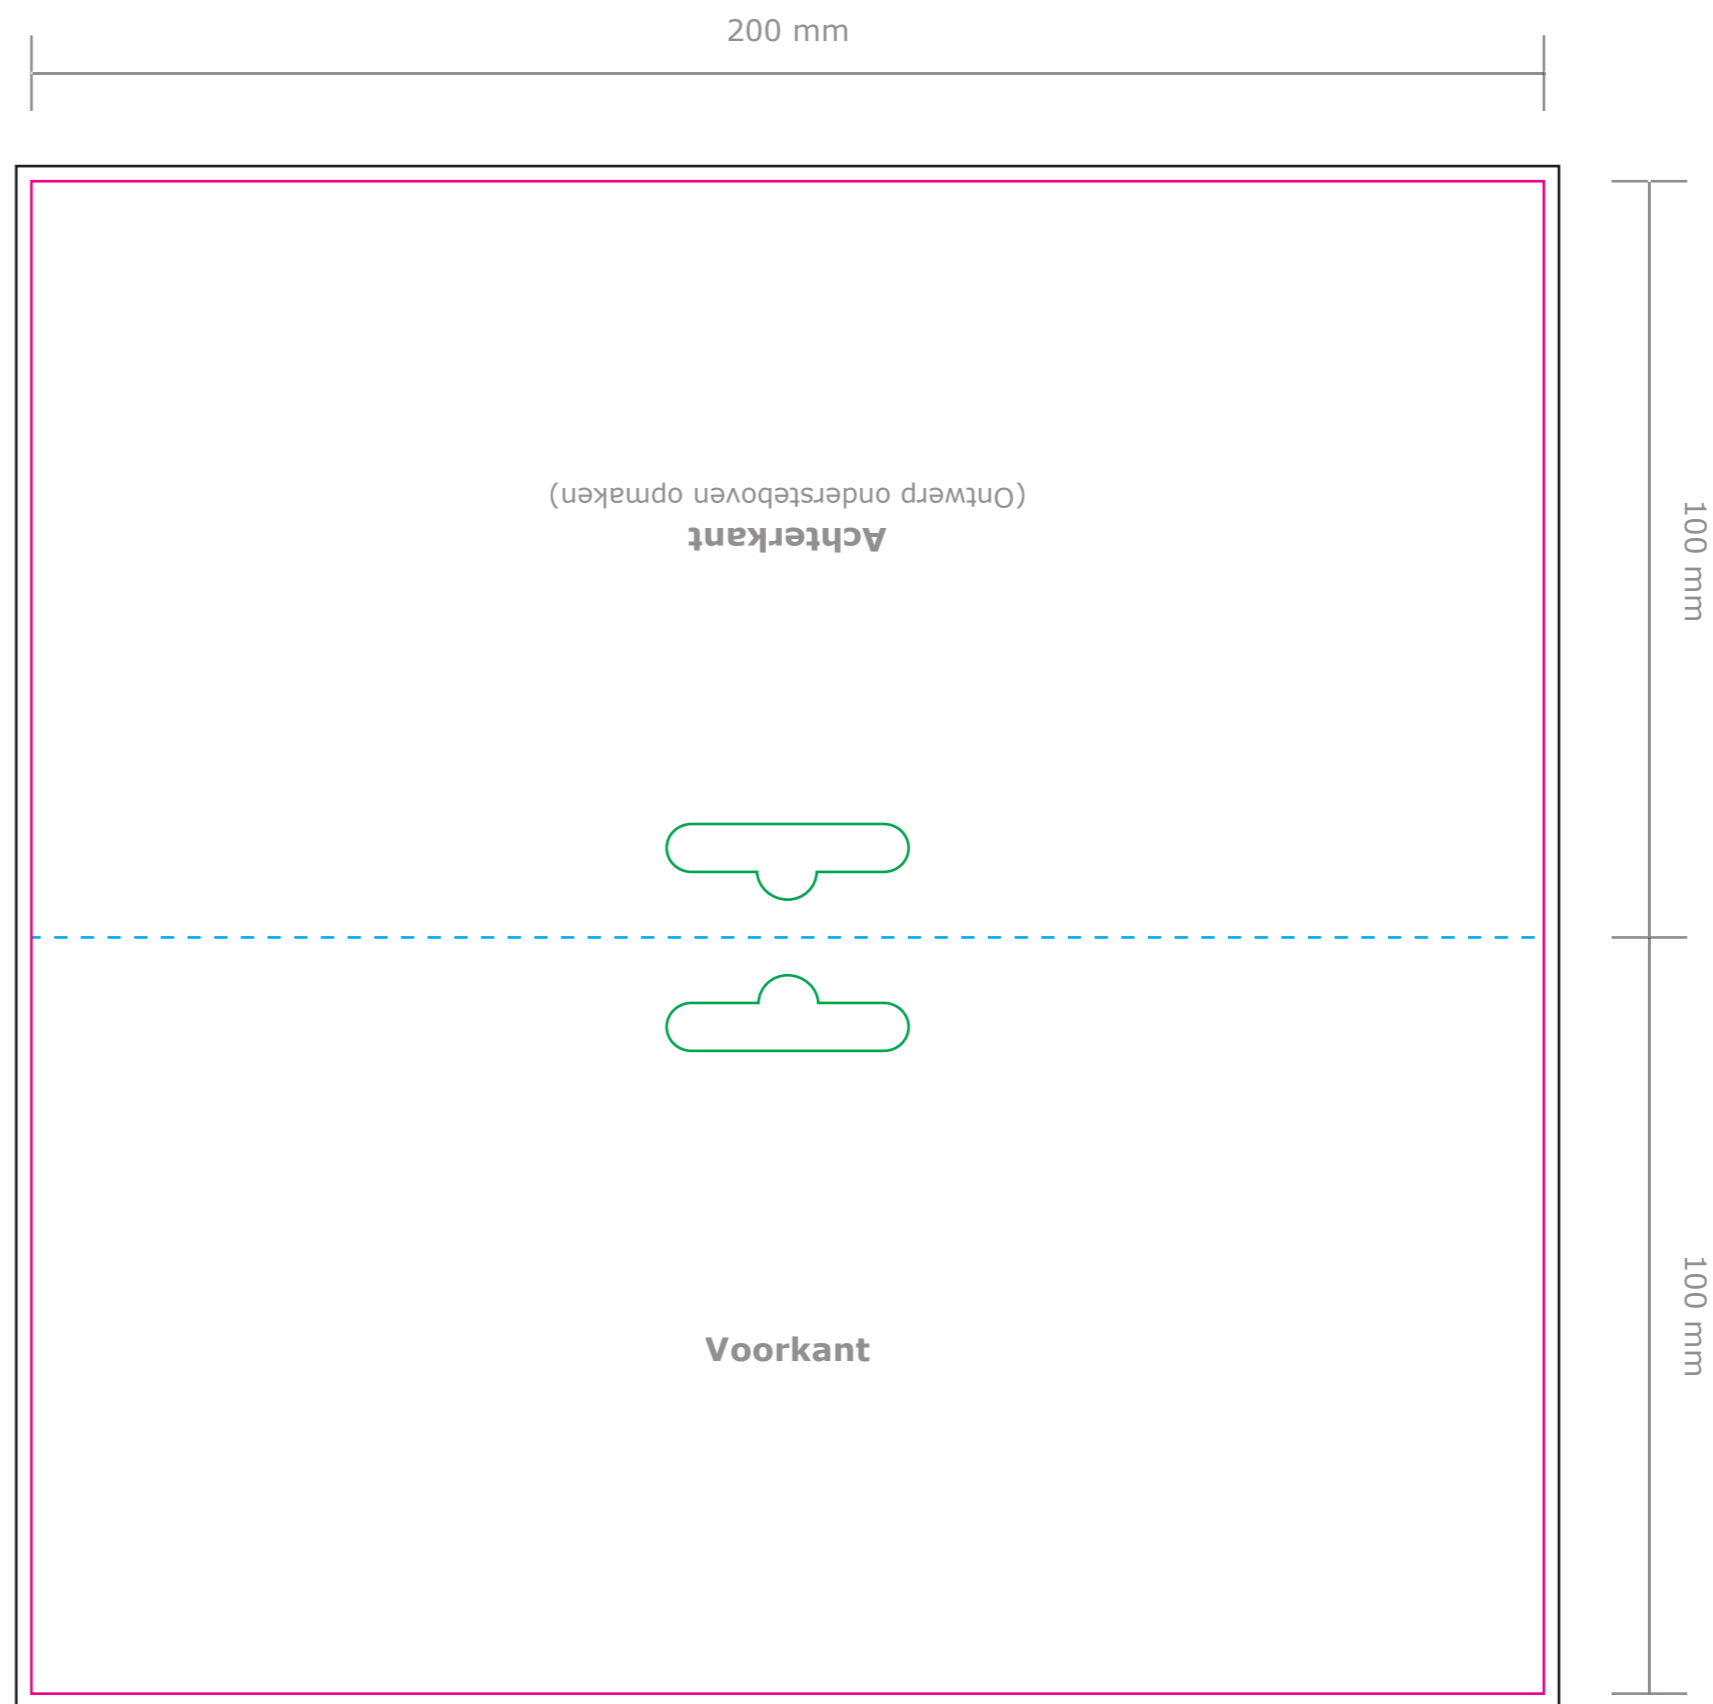 200 mm
Achterkant
(Ontwerp ondersteboven opmaken)
100 mm
Voorkant
100 mm